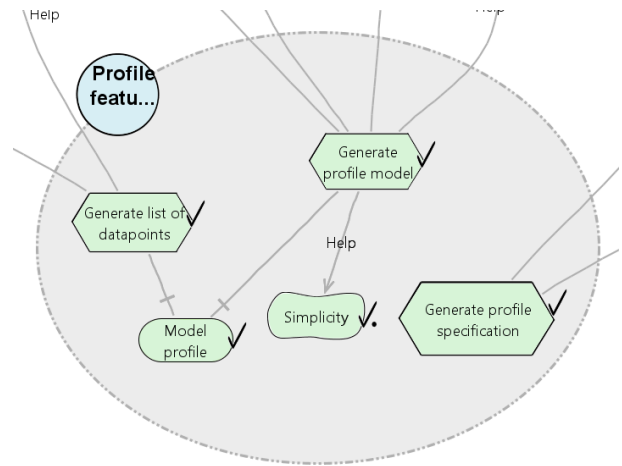 Help
Help
Profile
featu...
Generate
profile model
Generate list of
datapoints
Help
Simplicity
Generate profile
specification
Model
profile